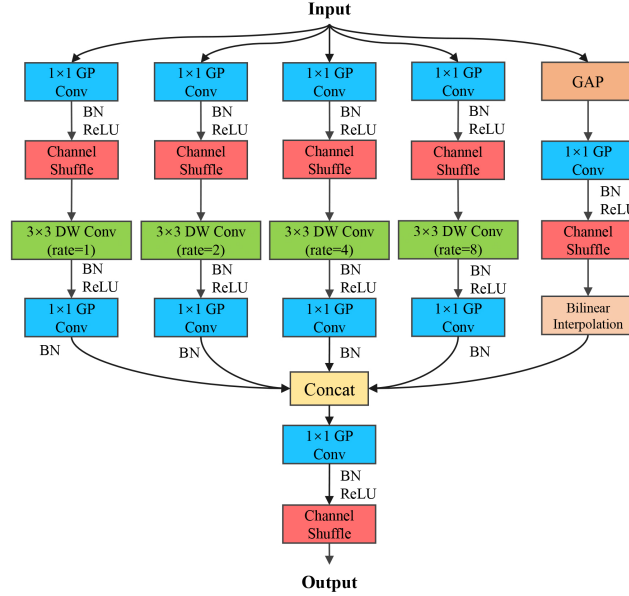 Input
1×1 GP
Conv
1×1 GP
Conv
1×1 GP
Conv
1×1 GP
Conv
GAP
BN
ReLU
BN
ReLU
BN
ReLU
BN
ReLU
Channel
Shuffle
Channel
Shuffle
Channel
Shuffle
Channel
Shuffle
1×1 GP
Conv
BN
ReLU
3×3 DW Conv
(rate=1)
3×3 DW Conv
(rate=2)
3×3 DW Conv
(rate=4)
3×3 DW Conv
(rate=8)
Channel
Shuffle
BN
ReLU
BN
ReLU
BN
ReLU
BN
ReLU
1×1 GP
Conv
1×1 GP
Conv
1×1 GP
Conv
1×1 GP
Conv
Bilinear
Interpolation
BN
BN
BN
BN
Concat
1×1 GP
Conv
BN
ReLU
Channel
Shuffle
Output